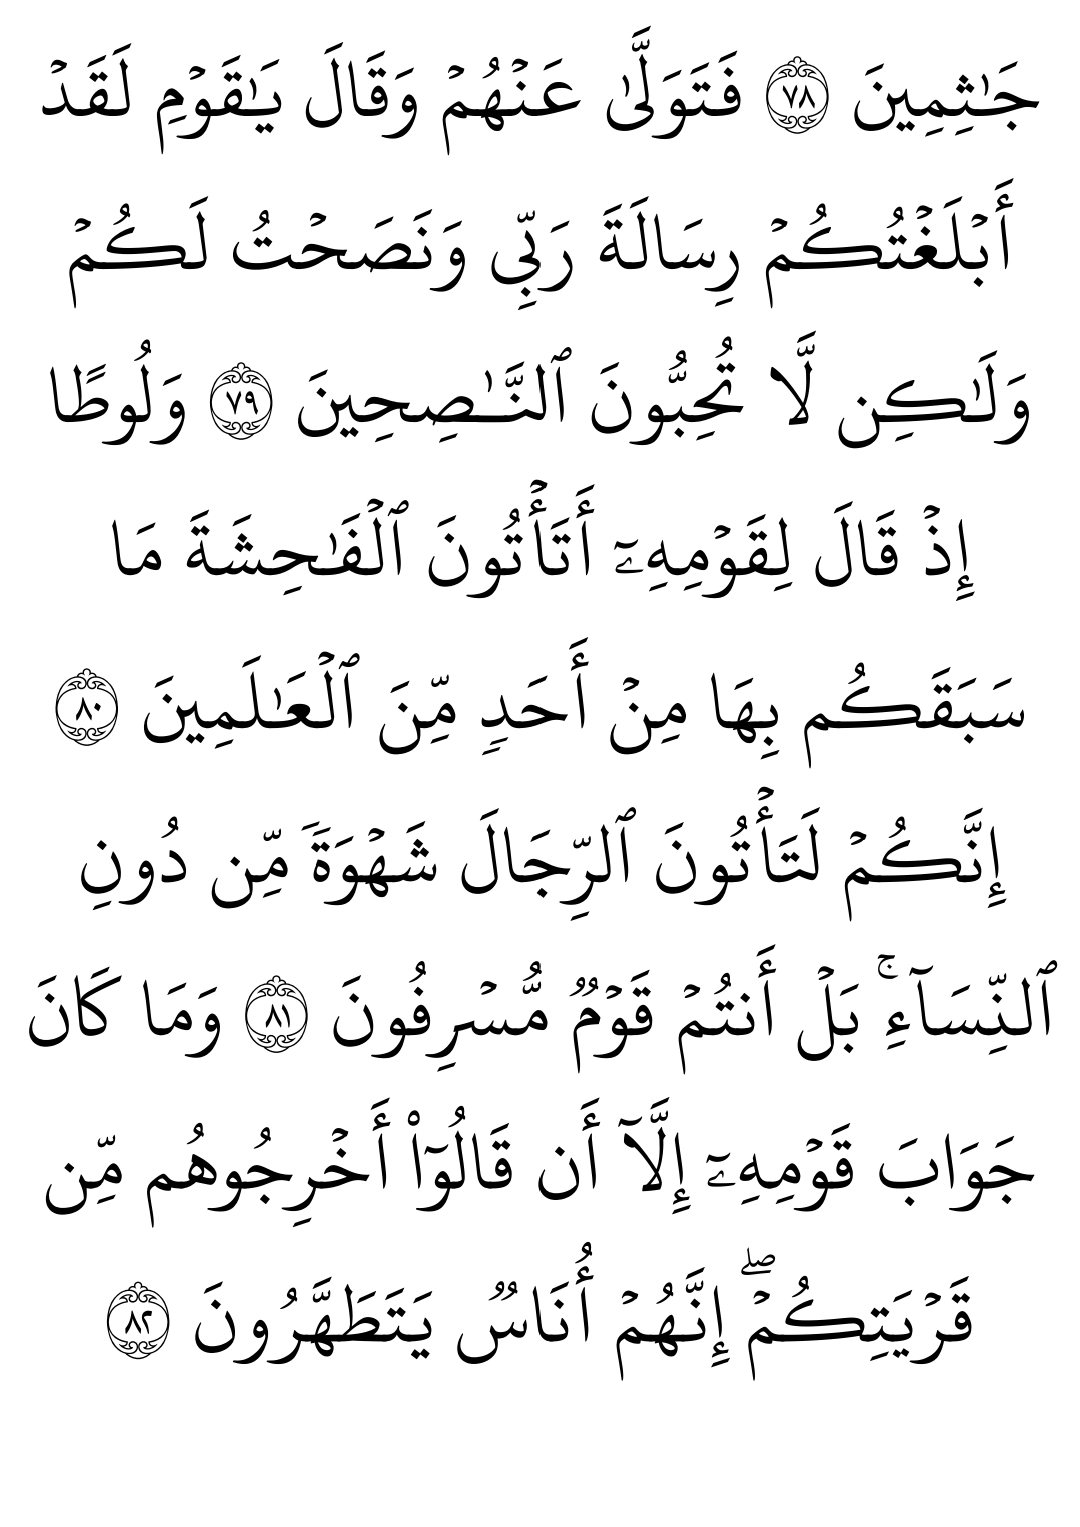 جَٰثِمِينَ ٧٨ فَتَوَلَّىٰ عَنۡهُمۡ وَقَالَ يَٰقَوۡمِ لَقَدۡ
أَبۡلَغۡتُكُمۡ رِسَالَةَ رَبِّي وَنَصَحۡتُ لَكُمۡ
وَلَٰكِن لَّا تُحِبُّونَ ٱلنَّٰصِحِينَ ٧٩ وَلُوطًا
إِذۡ قَالَ لِقَوۡمِهِۦٓ أَتَأۡتُونَ ٱلۡفَٰحِشَةَ مَا
سَبَقَكُم بِهَا مِنۡ أَحَدٖ مِّنَ ٱلۡعَٰلَمِينَ ٨٠
إِنَّكُمۡ لَتَأۡتُونَ ٱلرِّجَالَ شَهۡوَةٗ مِّن دُونِ
ٱلنِّسَآءِۚ بَلۡ أَنتُمۡ قَوۡمٞ مُّسۡرِفُونَ ٨١ وَمَا كَانَ
جَوَابَ قَوۡمِهِۦٓ إِلَّآ أَن قَالُوٓاْ أَخۡرِجُوهُم مِّن
قَرۡيَتِكُمۡۖ إِنَّهُمۡ أُنَاسٞ يَتَطَهَّرُونَ ٨٢